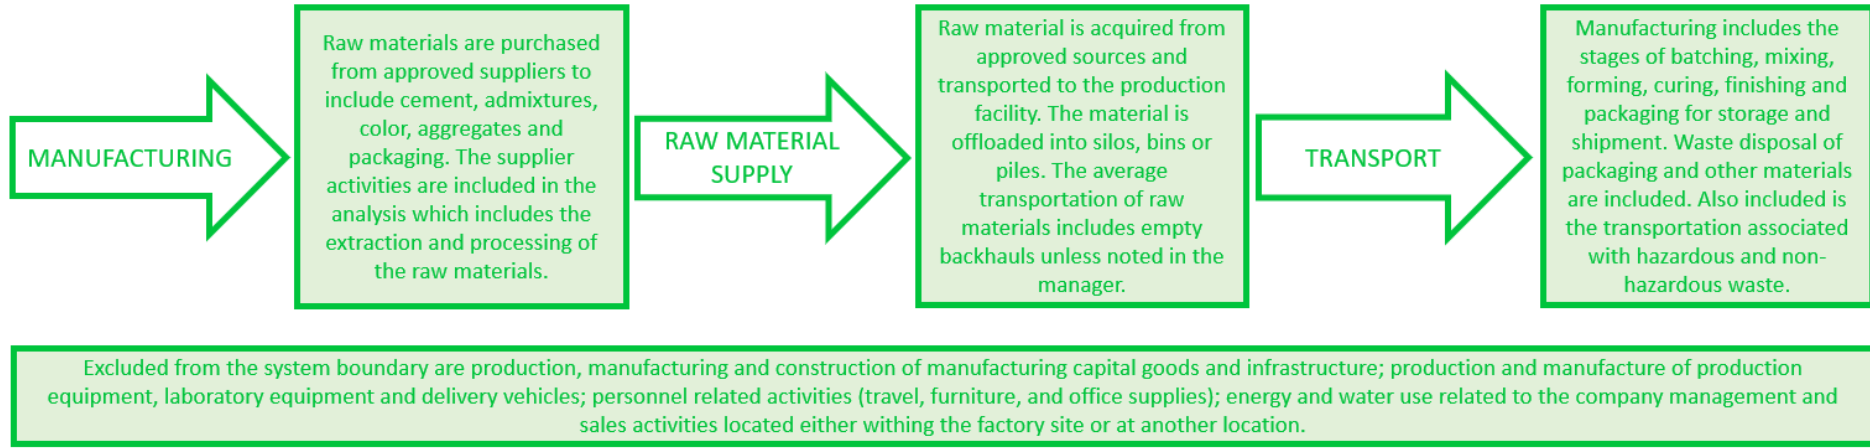 MANUFACTURING
Raw materials are purchased
from approved suppliers to
include cement, admixtures,
color, aggregates and
packaging. The supplier
activities are included in the
analysis which includes the
extraction and processing of
the raw materials.
RAW MATERIAL
SUPPLY
Raw material is acquired from
approved sources and
transported to the production
facility. The material is
offloaded into silos, bins or
piles. The average
transportation of raw
materials includes empty
backhauls unless noted in the
manager.
TRANSPORT
Manufacturing includes the
stages of batching, mixing,
forming, curing, finishing and
packaging for storage and
shipment. Waste disposal of
packaging and other materials
are included. Also included is
the transportation associated
with hazardous and non-
hazardous waste.
Excluded from the system boundary are production, manufacturing and construction of manufacturing capital goods and infrastructure; production and manufacture of production
equipment, laboratory equipment and delivery vehicles; personnel related activities (travel, furniture, and office supplies); energy and water use related to the company management and
sales activities located either withing the factory site or at another location.